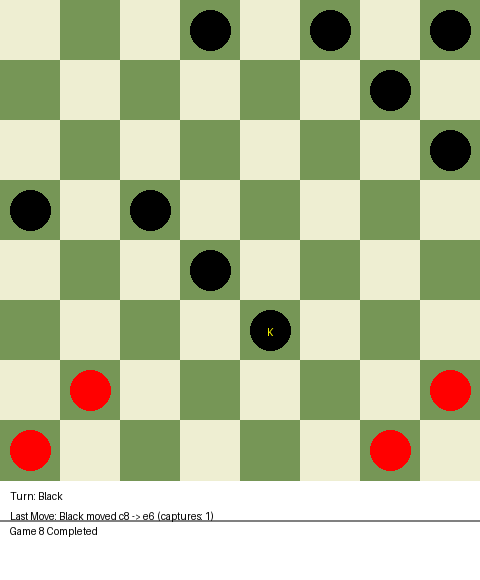 K
Turn: Black
Last Move: Black moved c8 -> e6 (captures: 1)
Game 8 Completed